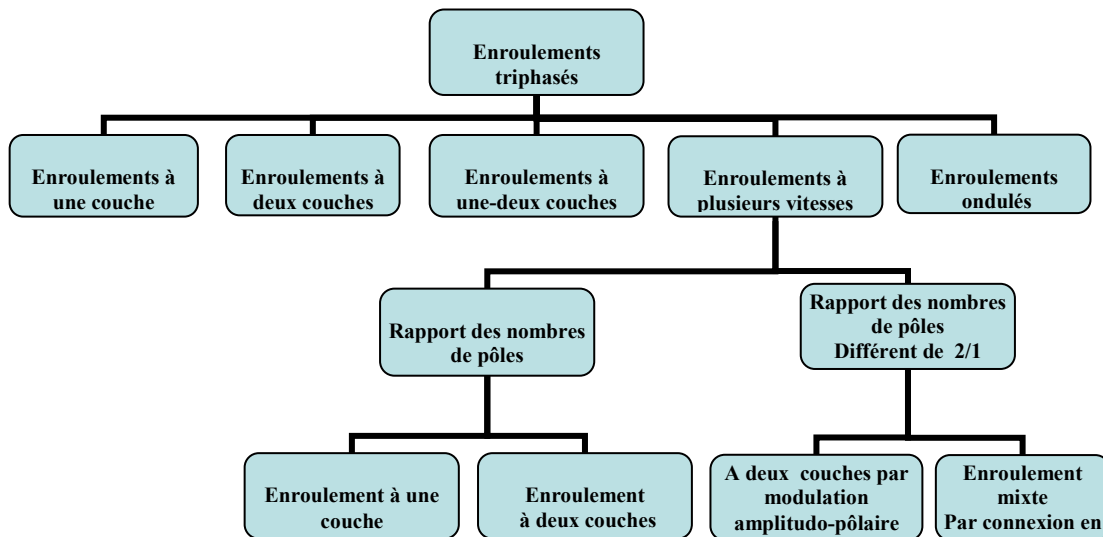 Enroulements
triphasés
Enroulements à
une couche
Enroulements à
deux couches
Enroulements à
une-deux couches
Enroulements à
plusieurs vitesses
Enroulements
ondulés
Rapport des nombres
de pôles
Rapport des nombres
de pôles
Différent de 2/1
Enroulement à une
couche
Enroulement
à deux couches
A deux couches par
modulation
amplitudo-pôlaire
Enroulement
mixte
Par connexion en